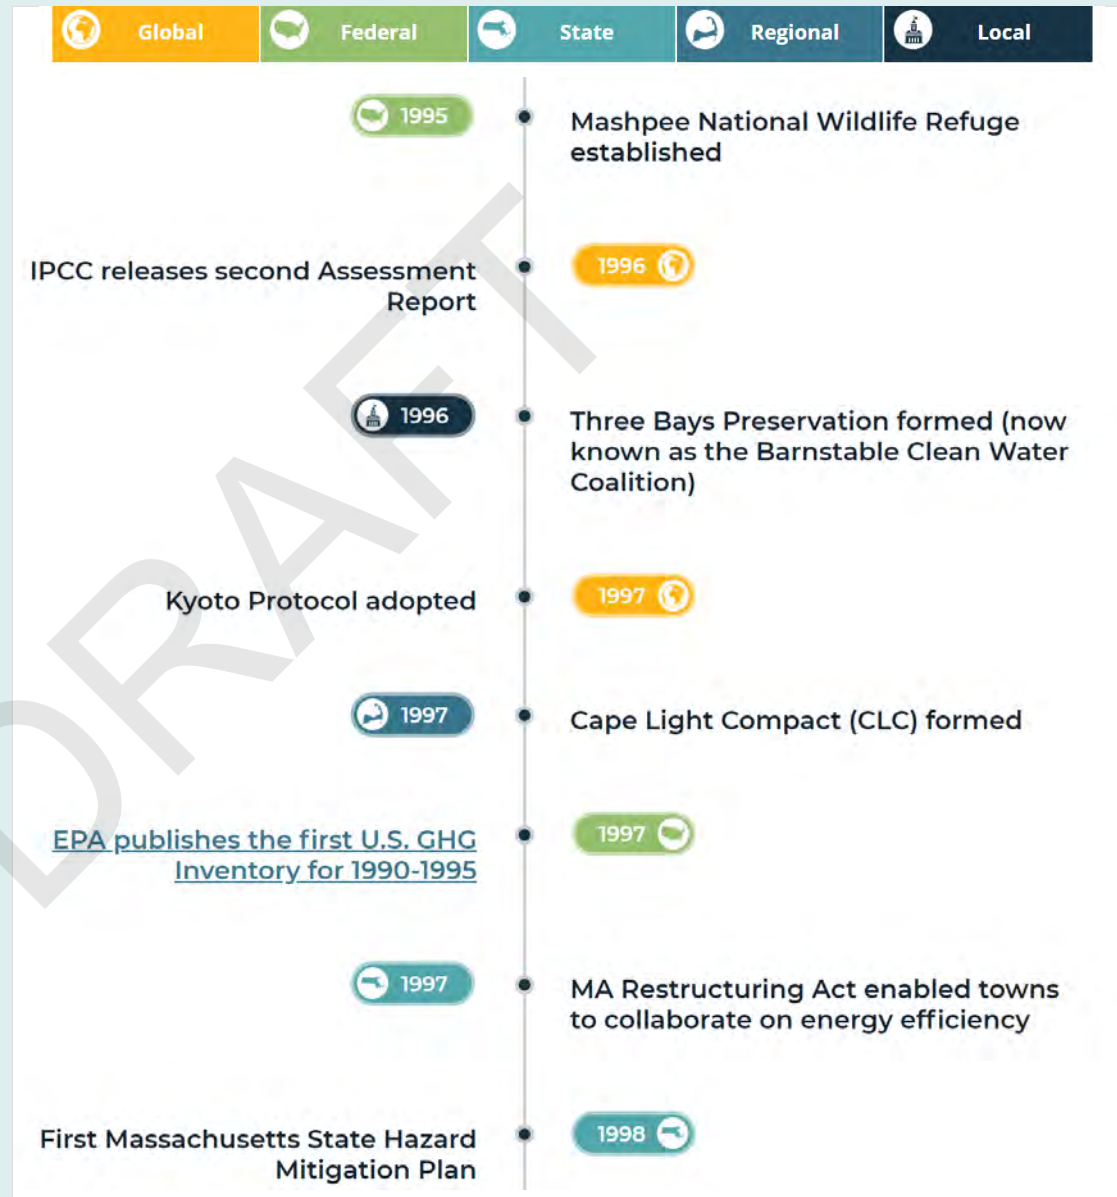 Global Federal State Regional Local
1995
Mashpee National Wildlife Refuge
established
IPCC releases second Assessment
Report
1996
1996
Three Bays Preservation formed (now
known as the Barnstable Clean Water
Coalition)
Kyoto Protocol adopted
1997
1997
Cape Light Compact (CLC) formed
EPA publishes the first U.S. GHG
Inventory for 1990-1995
1997
1997
MA Restructuring Act enabled towns
to collaborate on energy efficiency
First Massachusetts State Hazard
Mitigation Plan
1998
DRAFT